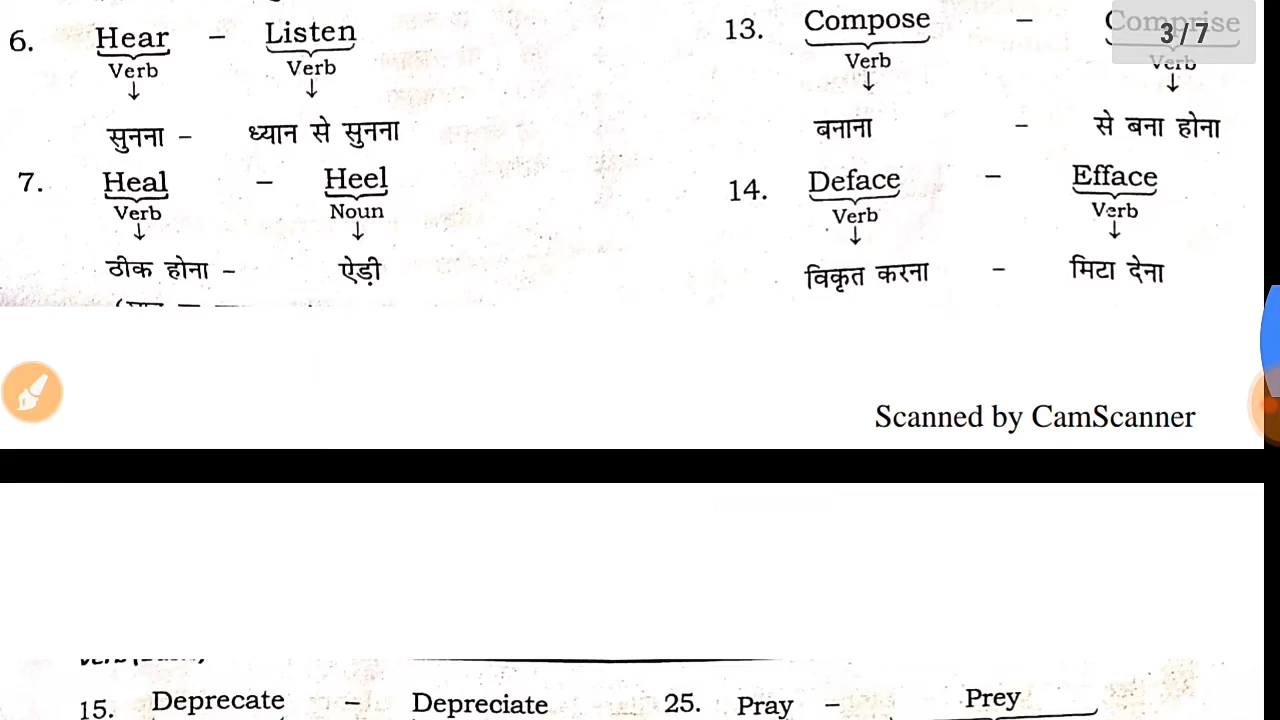 6. Hear – Listen
Verb Verb
↓ ↓
सुनना – ध्यान से सुनना
7. Heal – Heel
Verb Noun
↓ ↓
ठीक होना – ऐड़ी
13. Compose – Comprise
Verb Verb
↓ ↓
बनाना – से बना होना
14. Deface – Efface
Verb Verb
↓ ↓
विकृत करना – मिटा देना
3 / 7
Scanned by CamScanner
15. Deprecate – Depreciate
25. Pray – Prey